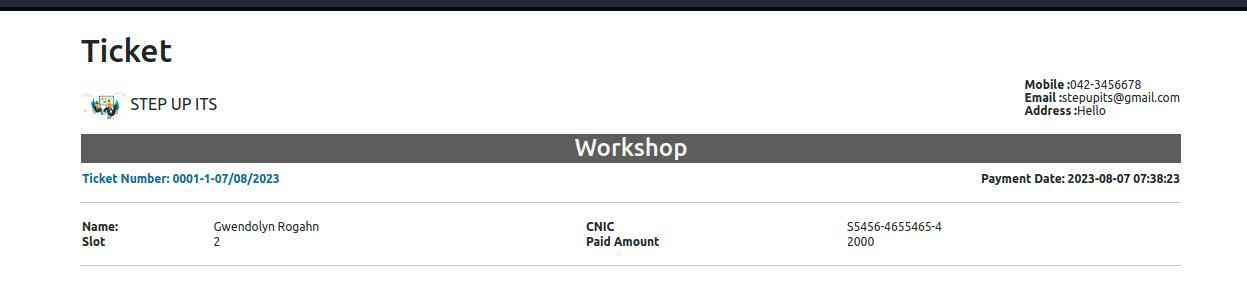 Ticket
STEP UP ITS
Mobile :042-3456678
Email :stepupits@gmail.com
Address :Hello
Workshop
Ticket Number: 0001-1-07/08/2023 Payment Date: 2023-08-07 07:38:23
Name: Gwendolyn Rogahn CNIC S5456-4655465-4
Slot 2 Paid Amount 2000